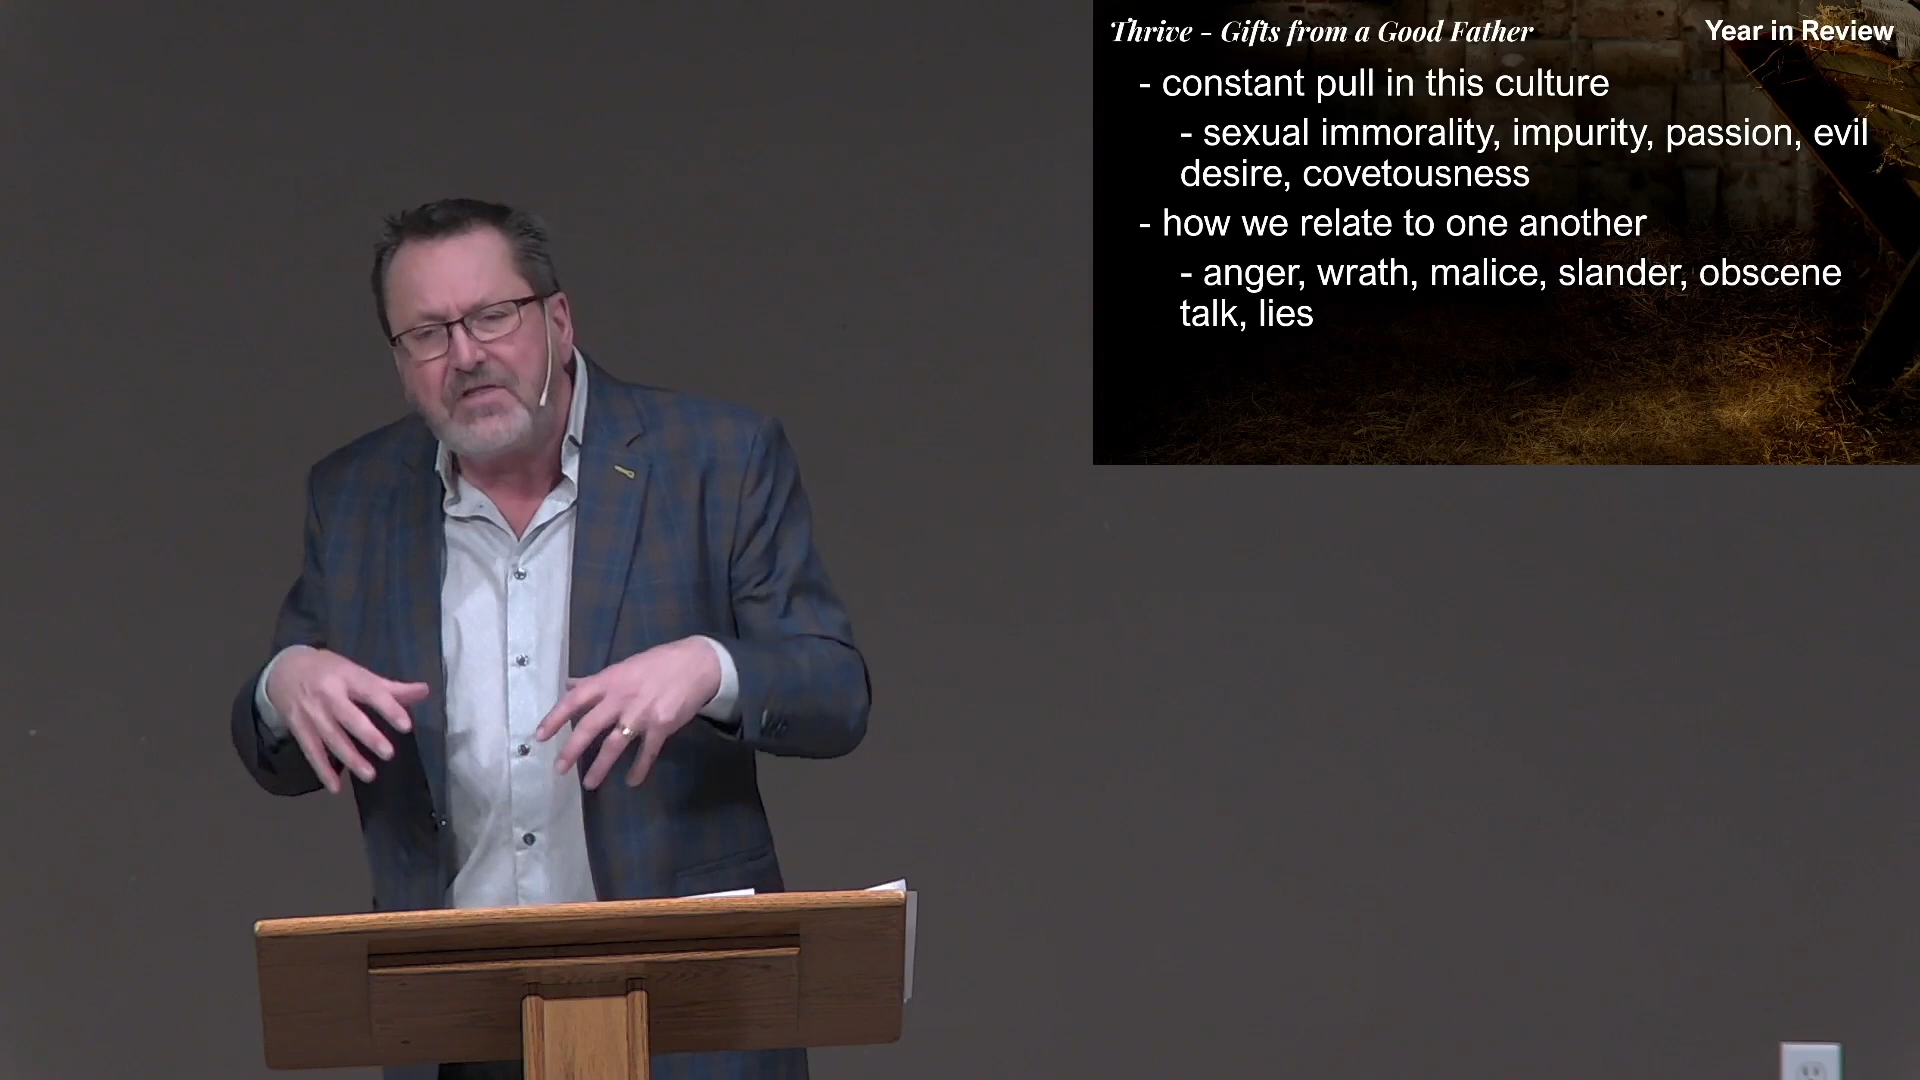 Thrive - Gifts from a Good Father Year in Review
- constant pull in this culture
- sexual immorality, impurity, passion, evil
desire, covetousness
- how we relate to one another
- anger, wrath, malice, slander, obscene
talk, lies